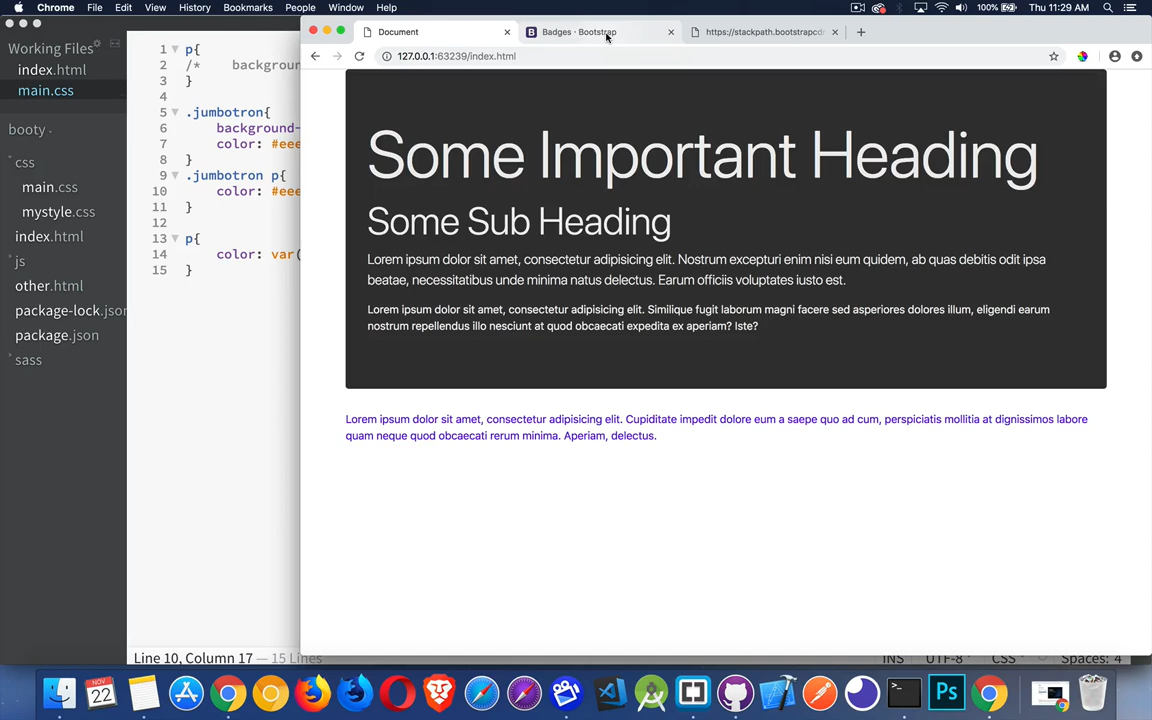 Chrome File Edit View History Bookmarks People Window Help 100% Thu 11:29 AM
Working Files
index.html
main.css
booty
css
main.css
mystyle.css
index.html
js
other.html
package-lock.jsor
package.json
sass
1 p{
2 /* backgroun
3 }
4
5 .jumbotron{
6 background-
7 color: #eee
8 }
9 .jumbotron p{
10 color: #eee
11 }
12
13 p{
14 color: var(
15 }
Line 10, Column 17 — 15 Lines
INS UTF-8 CSS Spaces: 4
Document
Badges · Bootstrap
https://stackpath.bootstrapcd
127.0.0.1:63239/index.html
Some Important Heading
Some Sub Heading
Lorem ipsum dolor sit amet, consectetur adipisicing elit. Nostrum excepturi enim nisi eum quidem, ab quas debitis odit ipsa
beatae, necessitatibus unde minima natus delectus. Earum officiis voluptates iusto est.
Lorem ipsum dolor sit amet, consectetur adipisicing elit. Similique fugit laborum magni facere sed asperiores dolores illum, eligendi earum
nostrum repellendus illo nesciunt at quod obcaecati expedita ex aperiam? Iste?
Lorem ipsum dolor sit amet, consectetur adipisicing elit. Cupiditate impedit dolore eum a saepe quo ad cum, perspiciatis mollitia at dignissimos labore
quam neque quod obcaecati rerum minima. Aperiam, delectus.
NOV
22
Ps